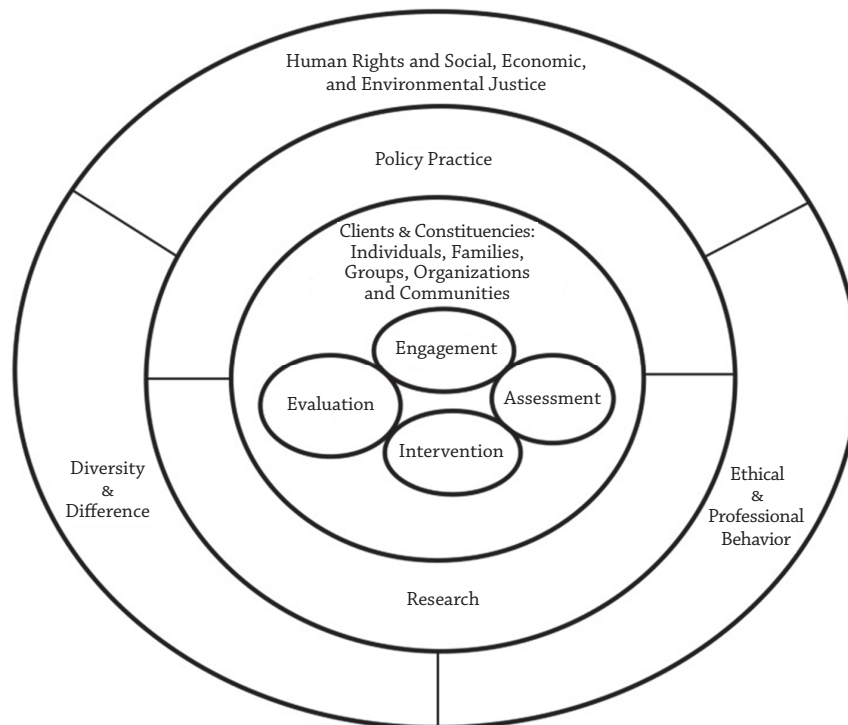 Human Rights and Social, Economic,
and Environmental Justice
Policy Practice
Clients & Constituencies:
Individuals, Families,
Groups, Organizations
and Communities
Engagement
Evaluation
Assessment
Intervention
Diversity
&
Difference
Ethical
&
Professional
Behavior
Research